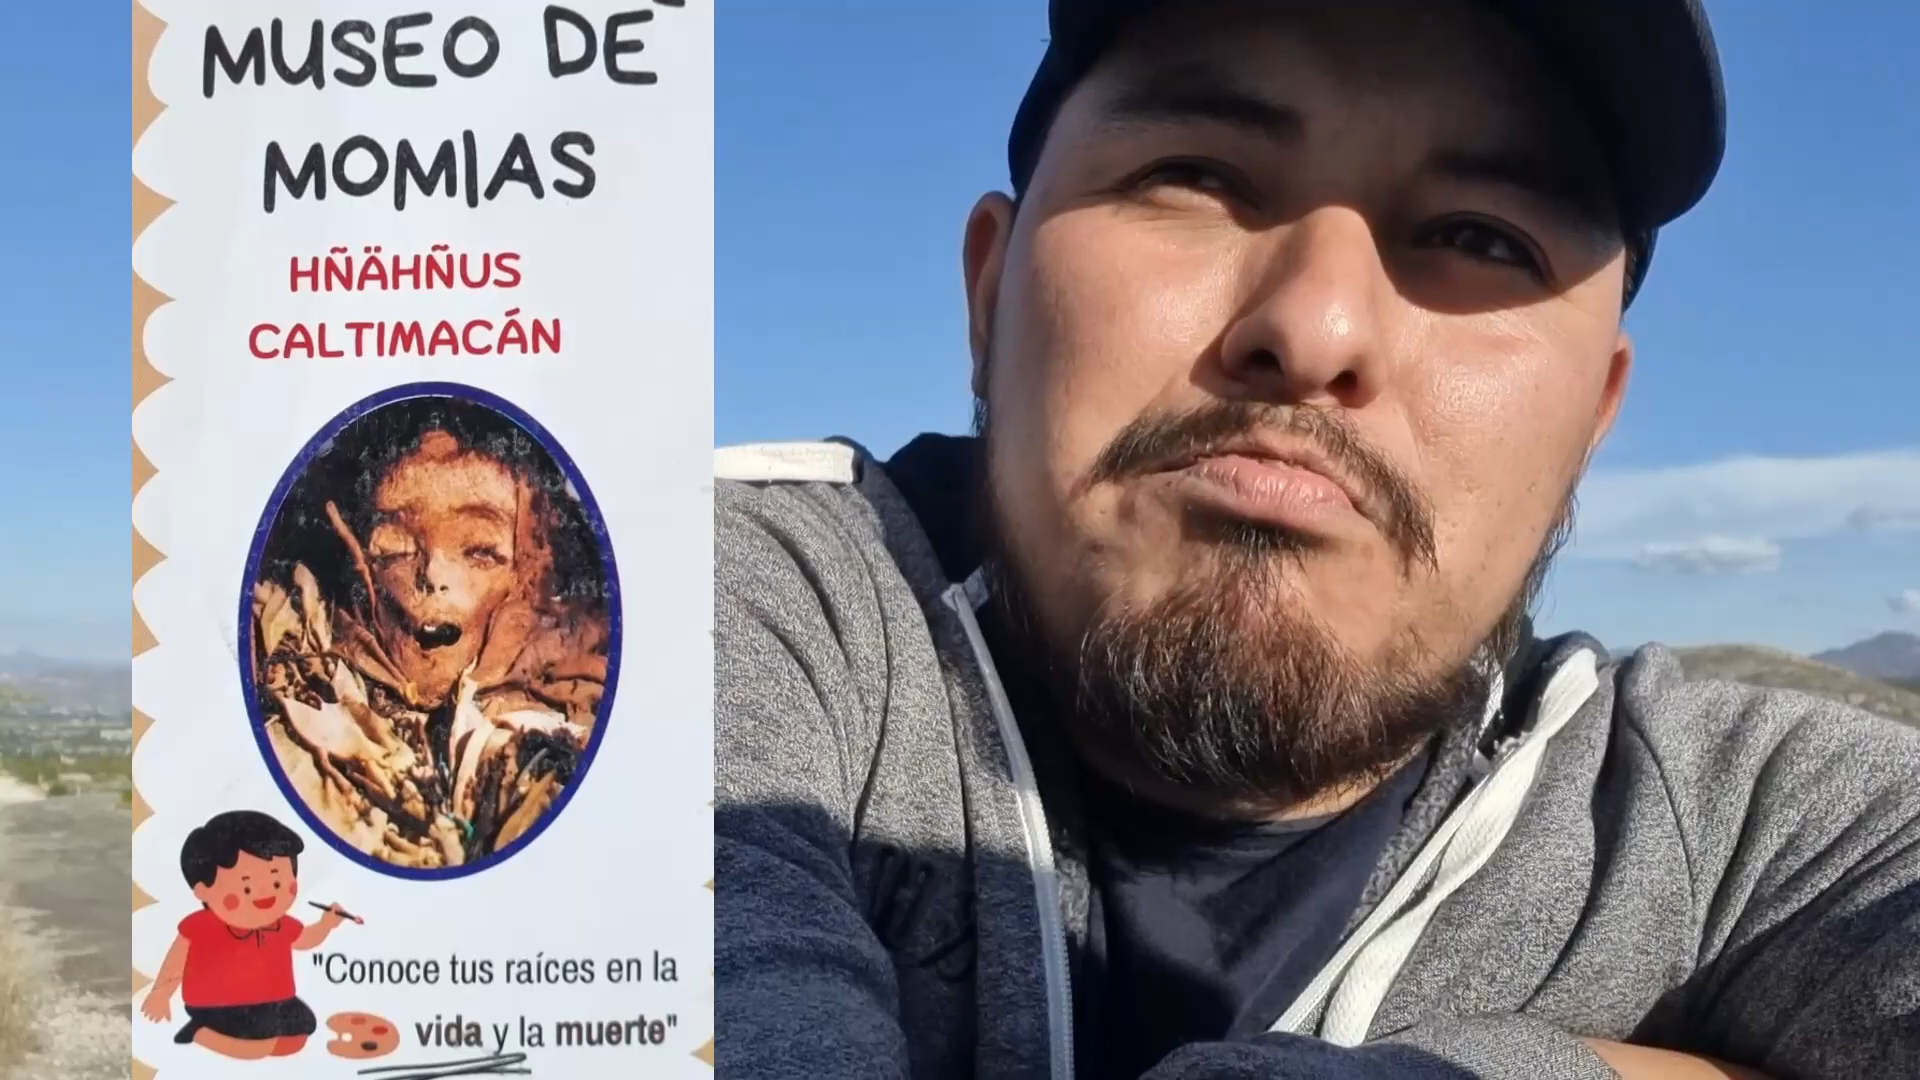 MUSEO DE
MOMIAS
HÑÄHÑUS
CALTIMACÁN
"Conoce tus raíces en la
vida y la muerte"